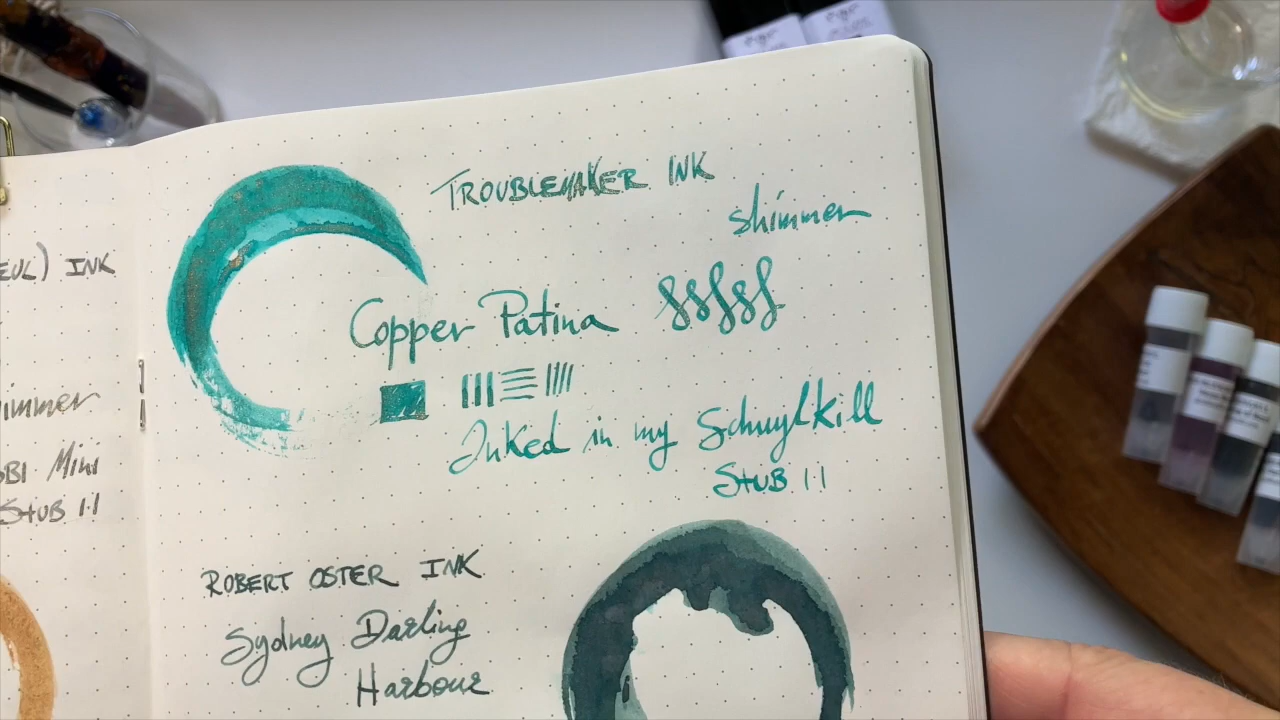 INK
TROUBLEMAKER INK
shimmer
Copper Patina
Inked in my Schuylkill
STUB 1.1
Mini
STUB 1.1
ROBERT OSTER INK
Sydney Darling
Harbour